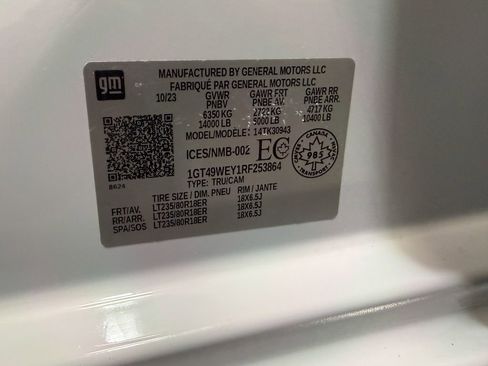 gm
MANUFACTURED BY GENERAL MOTORS LLC
FABRIQUÉ PAR GENERAL MOTORS LLC
10/23 GVWR GAWR FRT GAWR RR
PNBV PNBE AV. PNBE ARR.
6350 KG 2722 KG 4717 KG
14000 LB 6000 LB 10400 LB
MODEL/MODÈLE: 14TK30943
ICES/NMB-002 EC
CANADA
985
TRANSPORT
1GT49WEY1RF253864
8624 TYPE: TRU/CAM
TIRE SIZE / DIM. PNEU RIM / JANTE
FRT/AV. LT235/80R18ER 18X6.5J
RR/ARR. LT235/80R18ER 18X6.5J
SPA/SOS LT235/80R18ER 18X6.5J